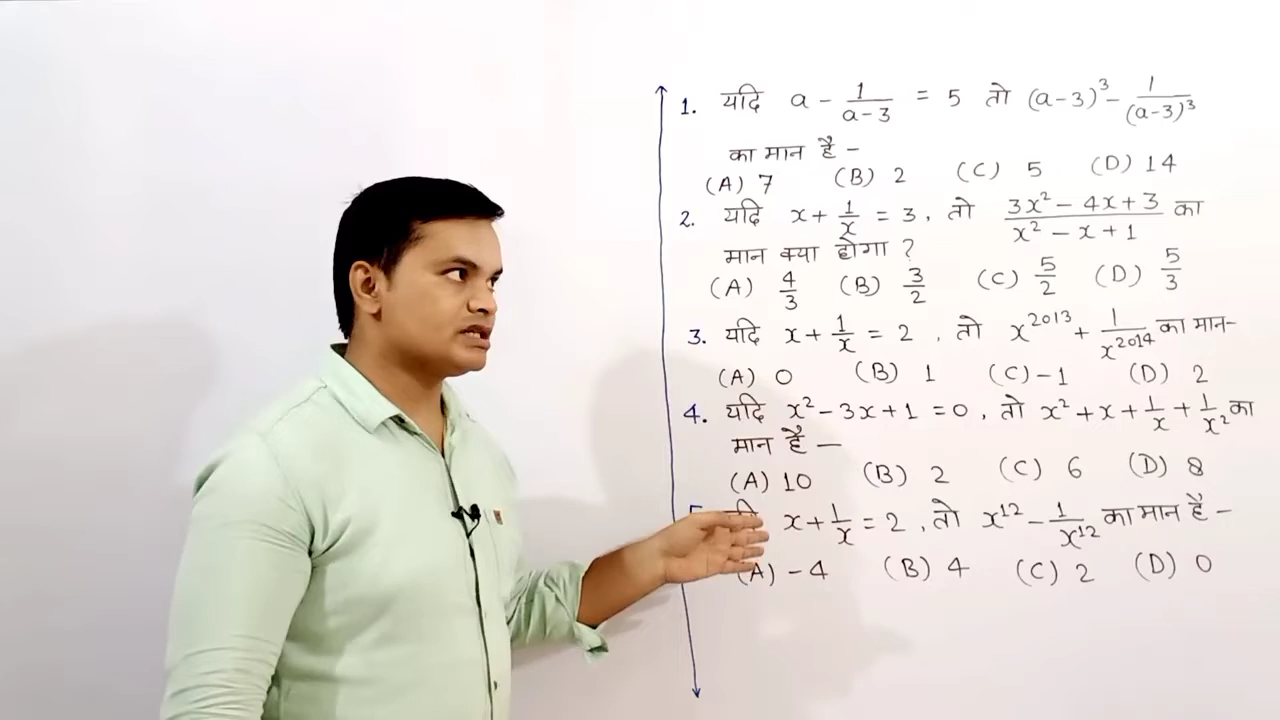 1. यदि a - 1/(a-3) = 5 तो (a-3)³ - 1/(a-3)³
का मान है -
(A) 7 (B) 2 (C) 5 (D) 14
2. यदि x + 1/x = 3, तो (3x² - 4x + 3)/(x² - x + 1) का
मान क्या होगा ?
(A) 4/3 (B) 3/2 (C) 5/2 (D) 5/3
3. यदि x + 1/x = 2, तो x²⁰¹³ + 1/x²⁰¹⁴ का मान-
(A) 0 (B) 1 (C) -1 (D) 2
4. यदि x² - 3x + 1 = 0, तो x² + x + 1/x + 1/x² का
मान है —
(A) 10 (B) 2 (C) 6 (D) 8
x + 1/x = 2, तो x¹² - 1/x¹² का मान है -
(A) -4 (B) 4 (C) 2 (D) 0